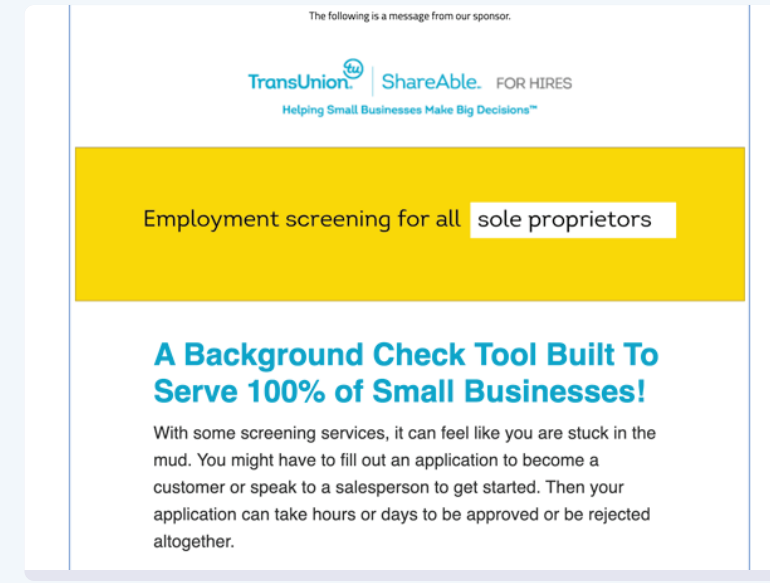 The following is a message from our sponsor.
TransUnion. tu ShareAble. FOR HIRES
Helping Small Businesses Make Big Decisions™
Employment screening for all sole proprietors
A Background Check Tool Built To
Serve 100% of Small Businesses!
With some screening services, it can feel like you are stuck in the
mud. You might have to fill out an application to become a
customer or speak to a salesperson to get started. Then your
application can take hours or days to be approved or be rejected
altogether.